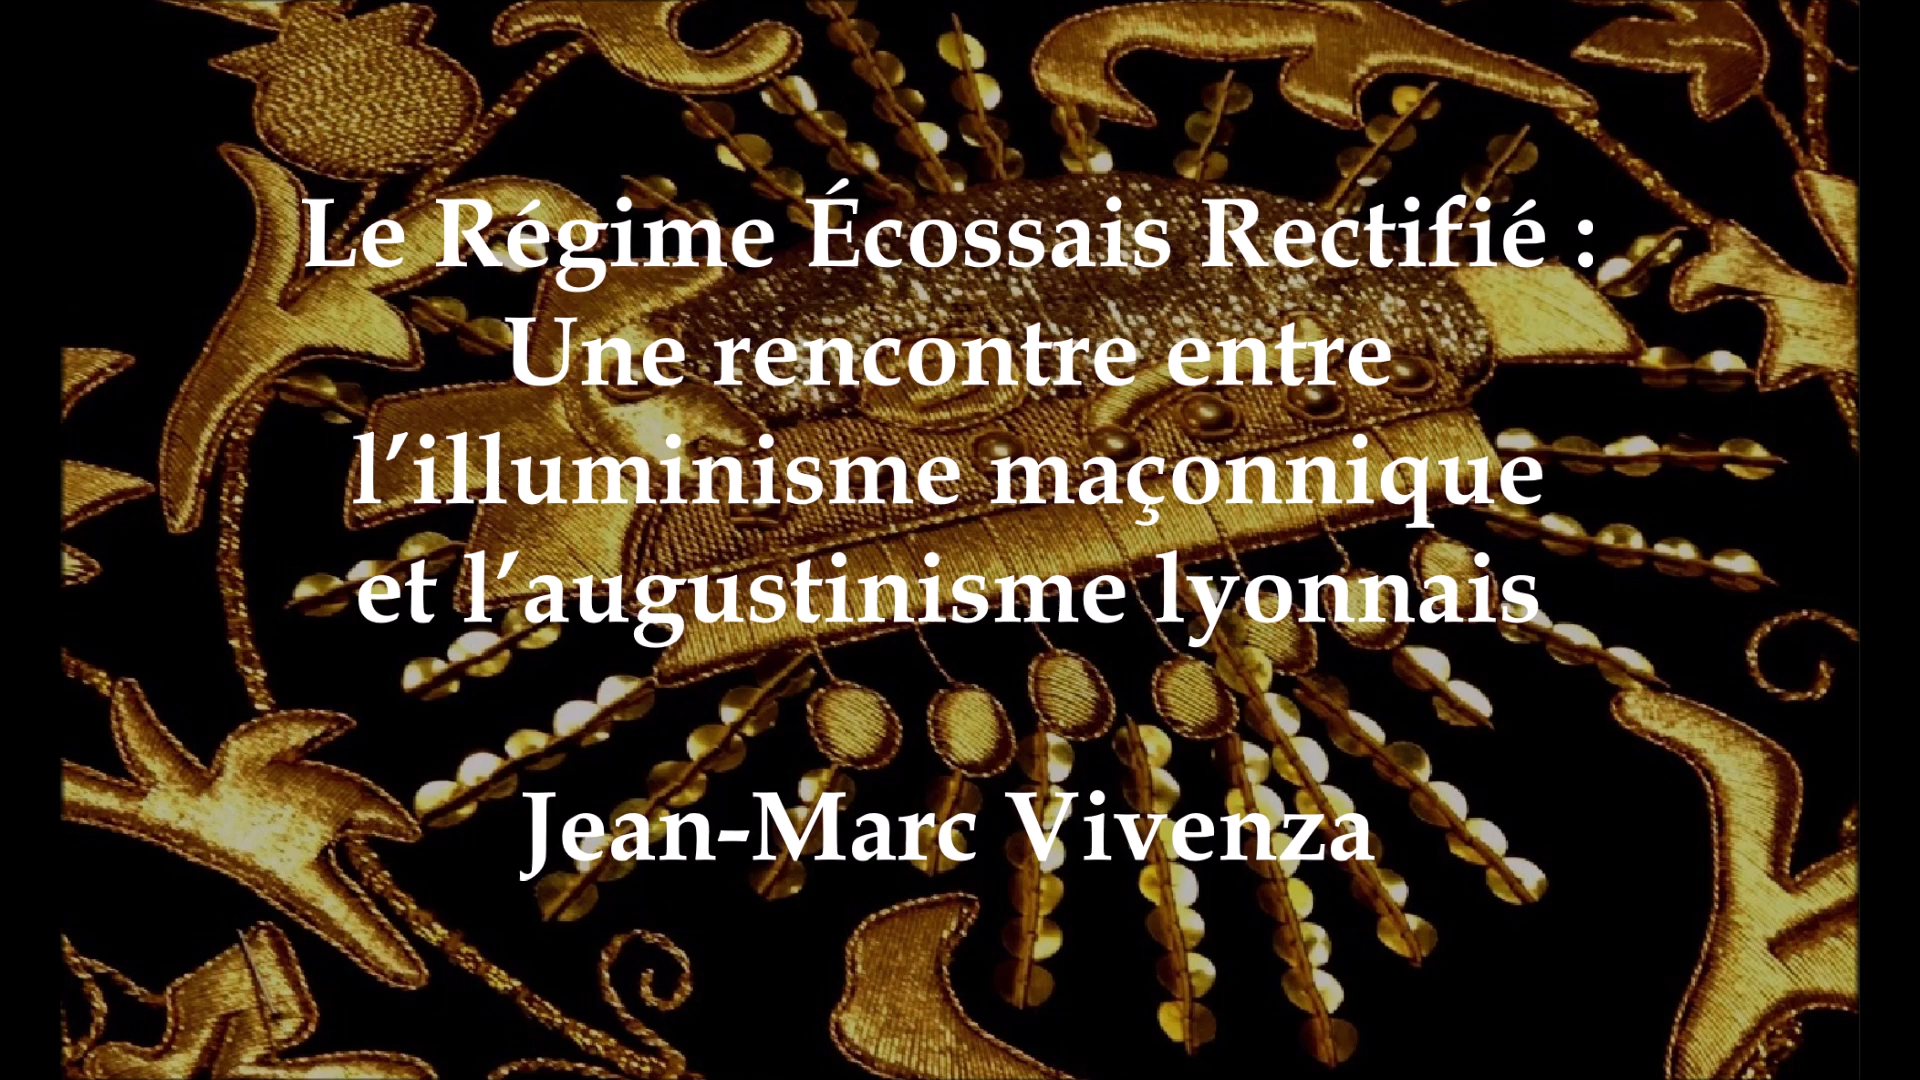 Le Régime Écossais Rectifié :
Une rencontre entre
l’illuminisme maçonnique
et l’augustinisme lyonnais
Jean-Marc Vivenza